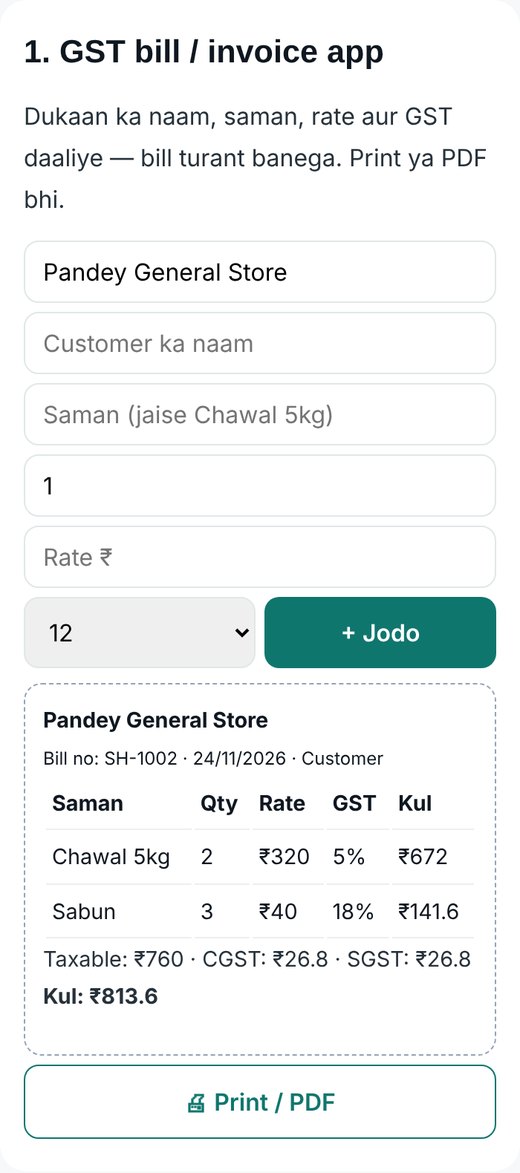 1. GST bill / invoice app
Dukaan ka naam, saman, rate aur GST
daaliye — bill turant banega. Print ya PDF
bhi.
Pandey General Store
Customer ka naam
Saman (jaise Chawal 5kg)
1
Rate ₹
12
+ Jodo
Pandey General Store
Bill no: SH-1002 · 24/11/2026 · Customer
Saman Qty Rate GST Kul
Chawal 5kg 2 ₹320 5% ₹672
Sabun 3 ₹40 18% ₹141.6
Taxable: ₹760 · CGST: ₹26.8 · SGST: ₹26.8
Kul: ₹813.6
🖨 Print / PDF